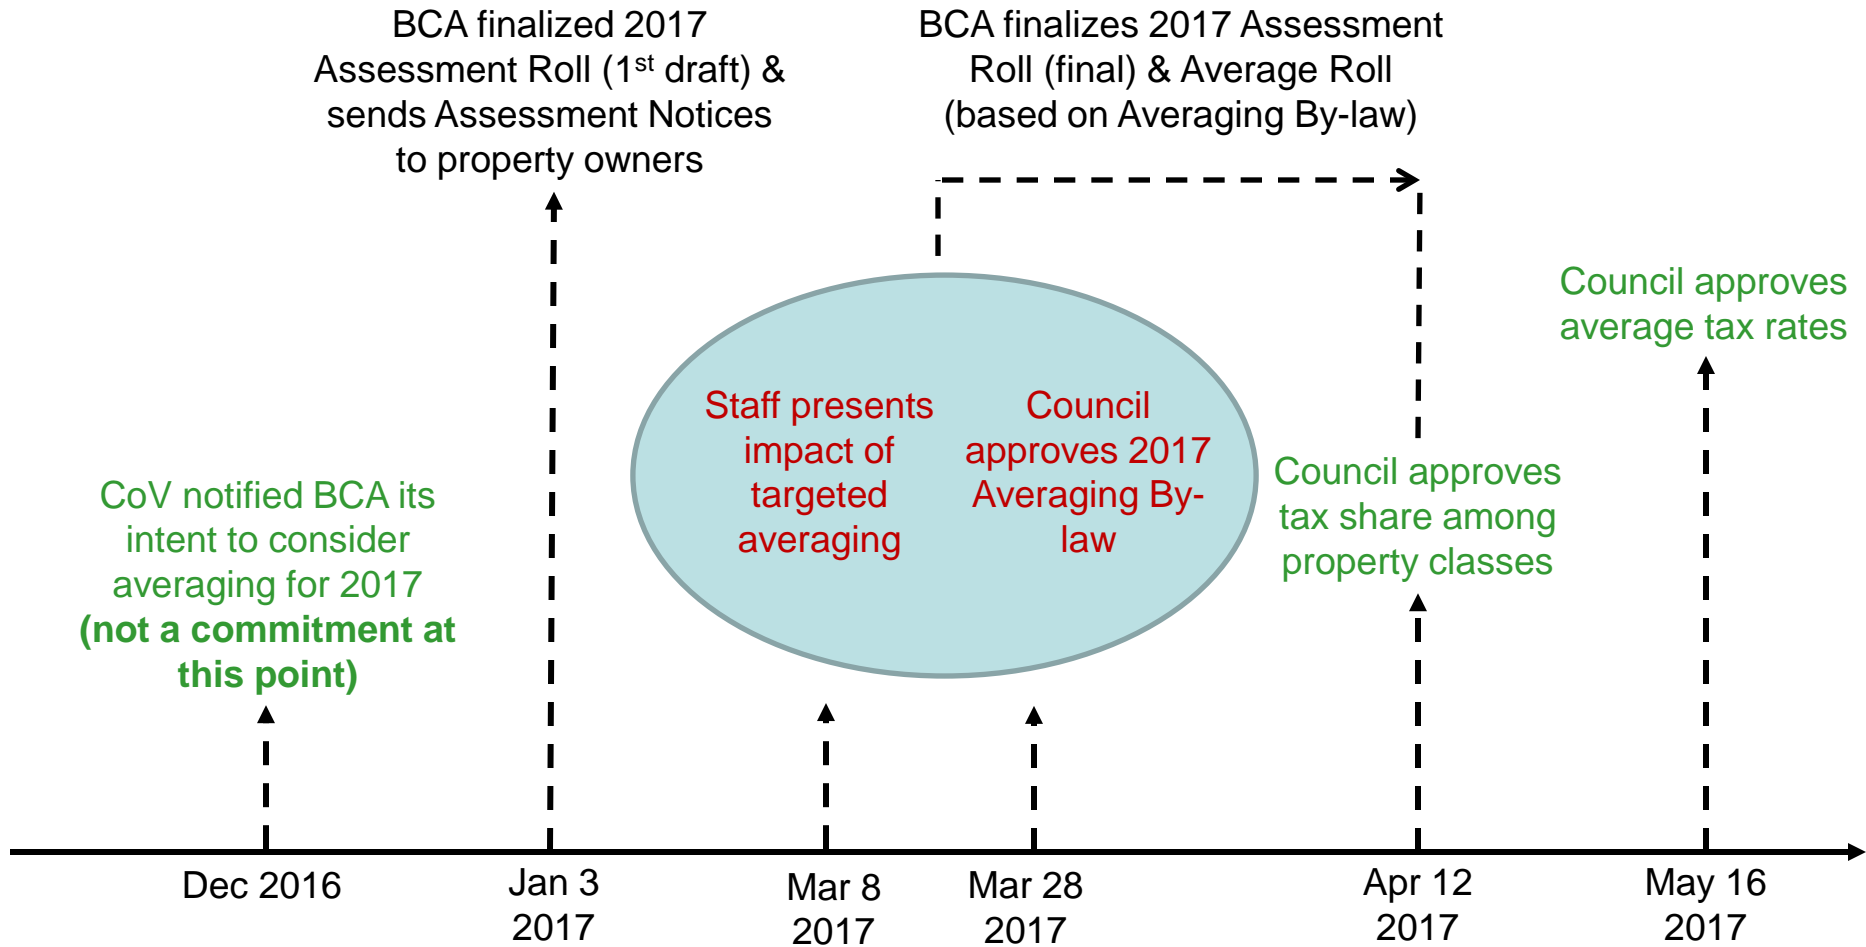 BCA finalized 2017
Assessment Roll (1st draft) &
sends Assessment Notices
to property owners
BCA finalizes 2017 Assessment
Roll (final) & Average Roll
(based on Averaging By-law)
Council approves
average tax rates
Staff presents
impact of
targeted
averaging
Council
approves 2017
Averaging By-
law
Council approves
tax share among
property classes
CoV notified BCA its
intent to consider
averaging for 2017
(not a commitment at
this point)
Dec 2016
Jan 3
2017
Mar 8
2017
Mar 28
2017
Apr 12
2017
May 16
2017